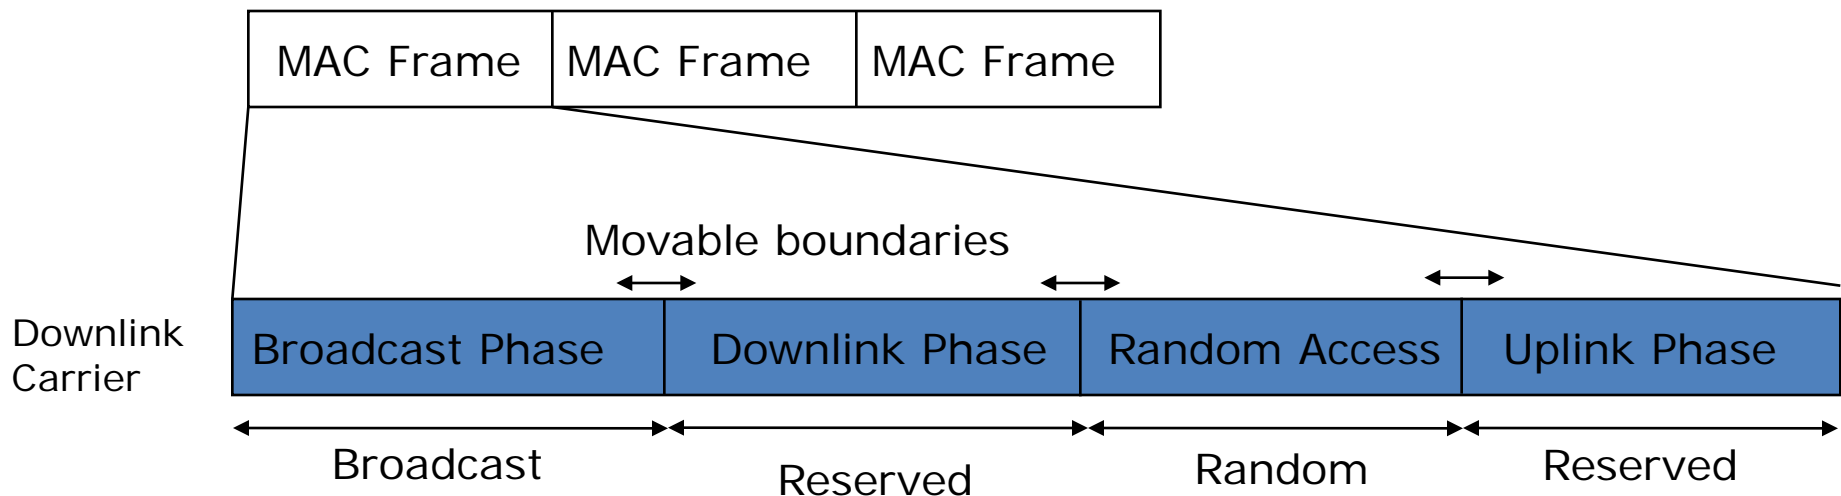 MAC Frame MAC Frame MAC Frame
Movable boundaries
Downlink
Carrier
Broadcast Phase Downlink Phase Random Access Uplink Phase
Broadcast Reserved Random Reserved